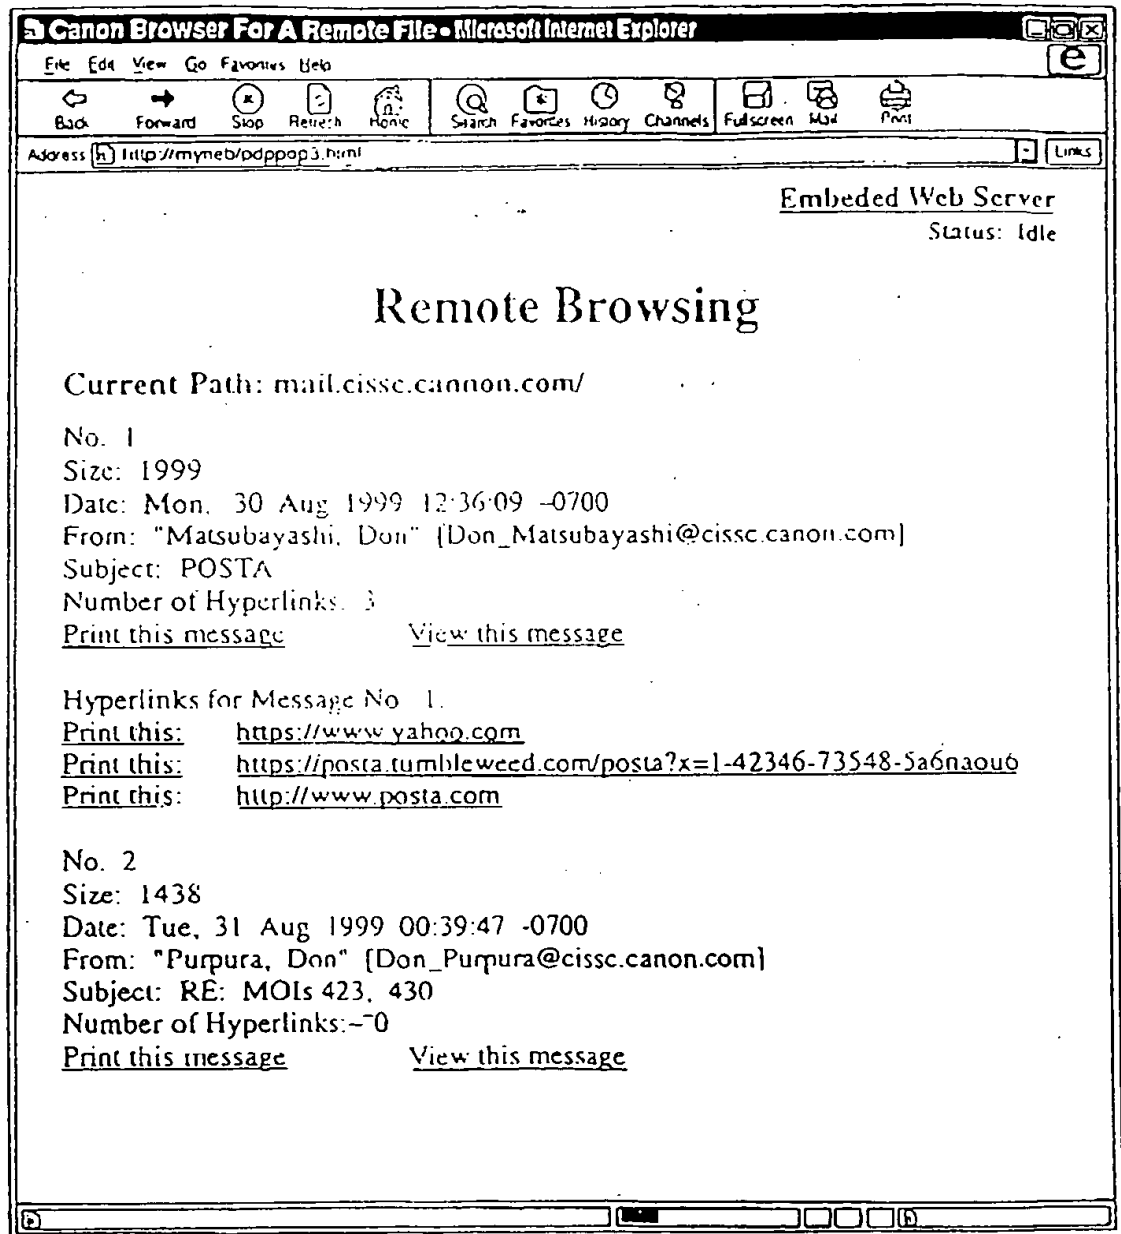 Canon Browser For A Remote File • Microsoft Internet Explorer
File Edit View Go Favorites Help
Back Forward Stop Refresh Home Search Favorites History Channels Fullscreen Mail Print
Address http://myneb/pdppop3.html Links
Embeded Web Server
Status: Idle
Remote Browsing
Current Path: mail.cissc.cannon.com/
No. 1
Size: 1999
Date: Mon, 30 Aug 1999 12:36:09 -0700
From: "Matsubayashi, Don" [Don_Matsubayashi@cissc.canon.com]
Subject: POSTA
Number of Hyperlinks: 3
Print this message View this message
Hyperlinks for Message No 1.
Print this: https://www.yahoo.com
Print this: https://posta.tumbleweed.com/posta?x=1-42346-73548-5a6naou6
Print this: http://www.posta.com
No. 2
Size: 1438
Date: Tue, 31 Aug 1999 00:39:47 -0700
From: "Purpura, Don" [Don_Purpura@cissc.canon.com]
Subject: RE: MOIs 423, 430
Number of Hyperlinks: 0
Print this message View this message